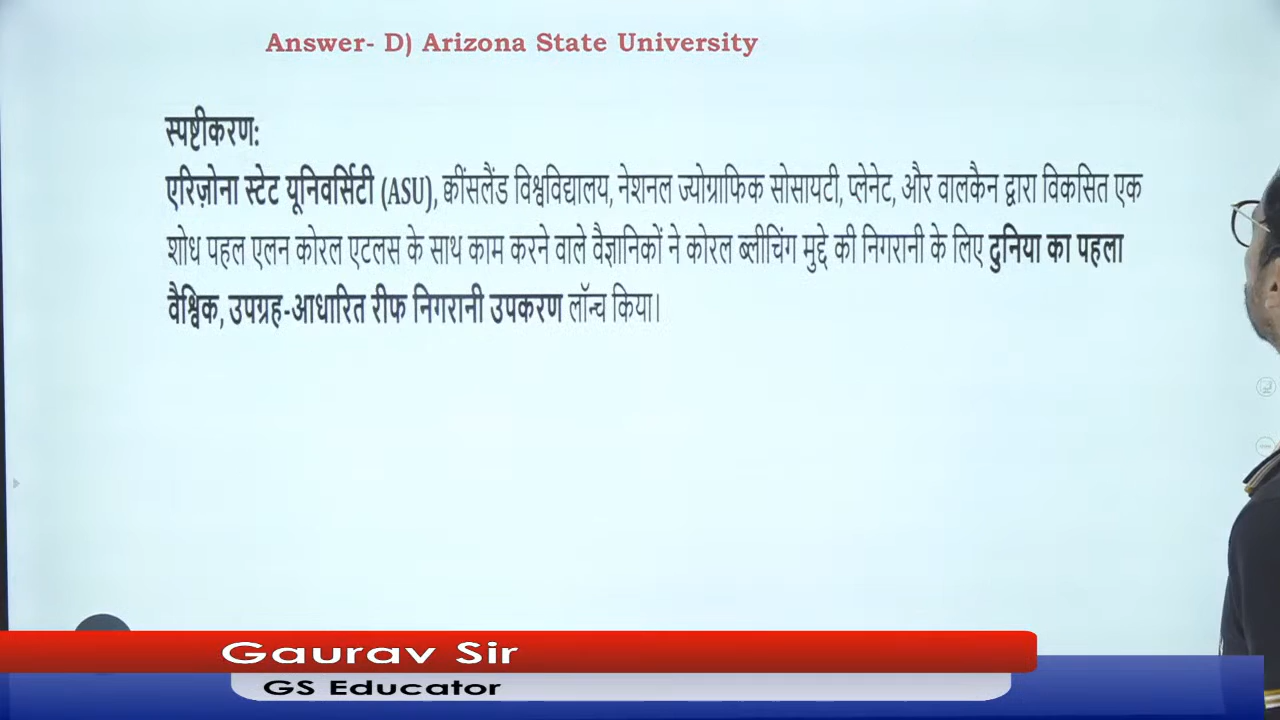 Answer- D) Arizona State University
स्पष्टीकरण:
एरिज़ोना स्टेट यूनिवर्सिटी (ASU), क्वींसलैंड विश्वविद्यालय, नेशनल ज्योग्राफिक सोसायटी, प्लेनेट, और वालकैन द्वारा विकसित एक
शोध पहल एलन कोरल एटलस के साथ काम करने वाले वैज्ञानिकों ने कोरल ब्लीचिंग मुद्दे की निगरानी के लिए दुनिया का पहला
वैश्विक, उपग्रह-आधारित रीफ निगरानी उपकरण लॉन्च किया।
Gaurav Sir
GS Educator